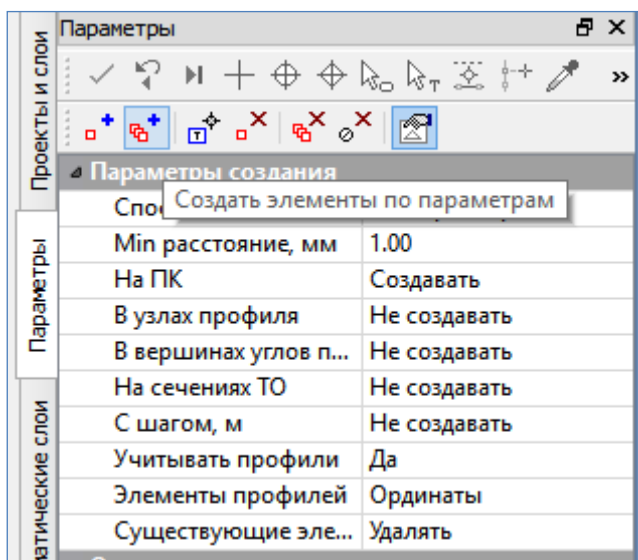 Параметры
Проекты и слои
Параметры
атические слои
»
Параметры создания
Спо
Создать элементы по параметрам
Min расстояние, мм 1.00
На ПК Создавать
В узлах профиля Не создавать
В вершинах углов п... Не создавать
На сечениях ТО Не создавать
С шагом, м Не создавать
Учитывать профили Да
Элементы профилей Ординаты
Существующие эле... Удалять